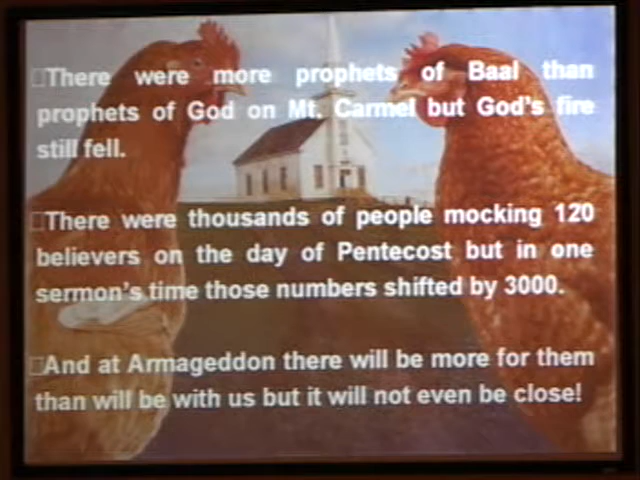 There were more prophets of Baal than
prophets of God on Mt. Carmel but God's fire
still fell.
There were thousands of people mocking 120
believers on the day of Pentecost but in one
sermon's time those numbers shifted by 3000.
And at Armageddon there will be more for them
than will be with us but it will not even be close!